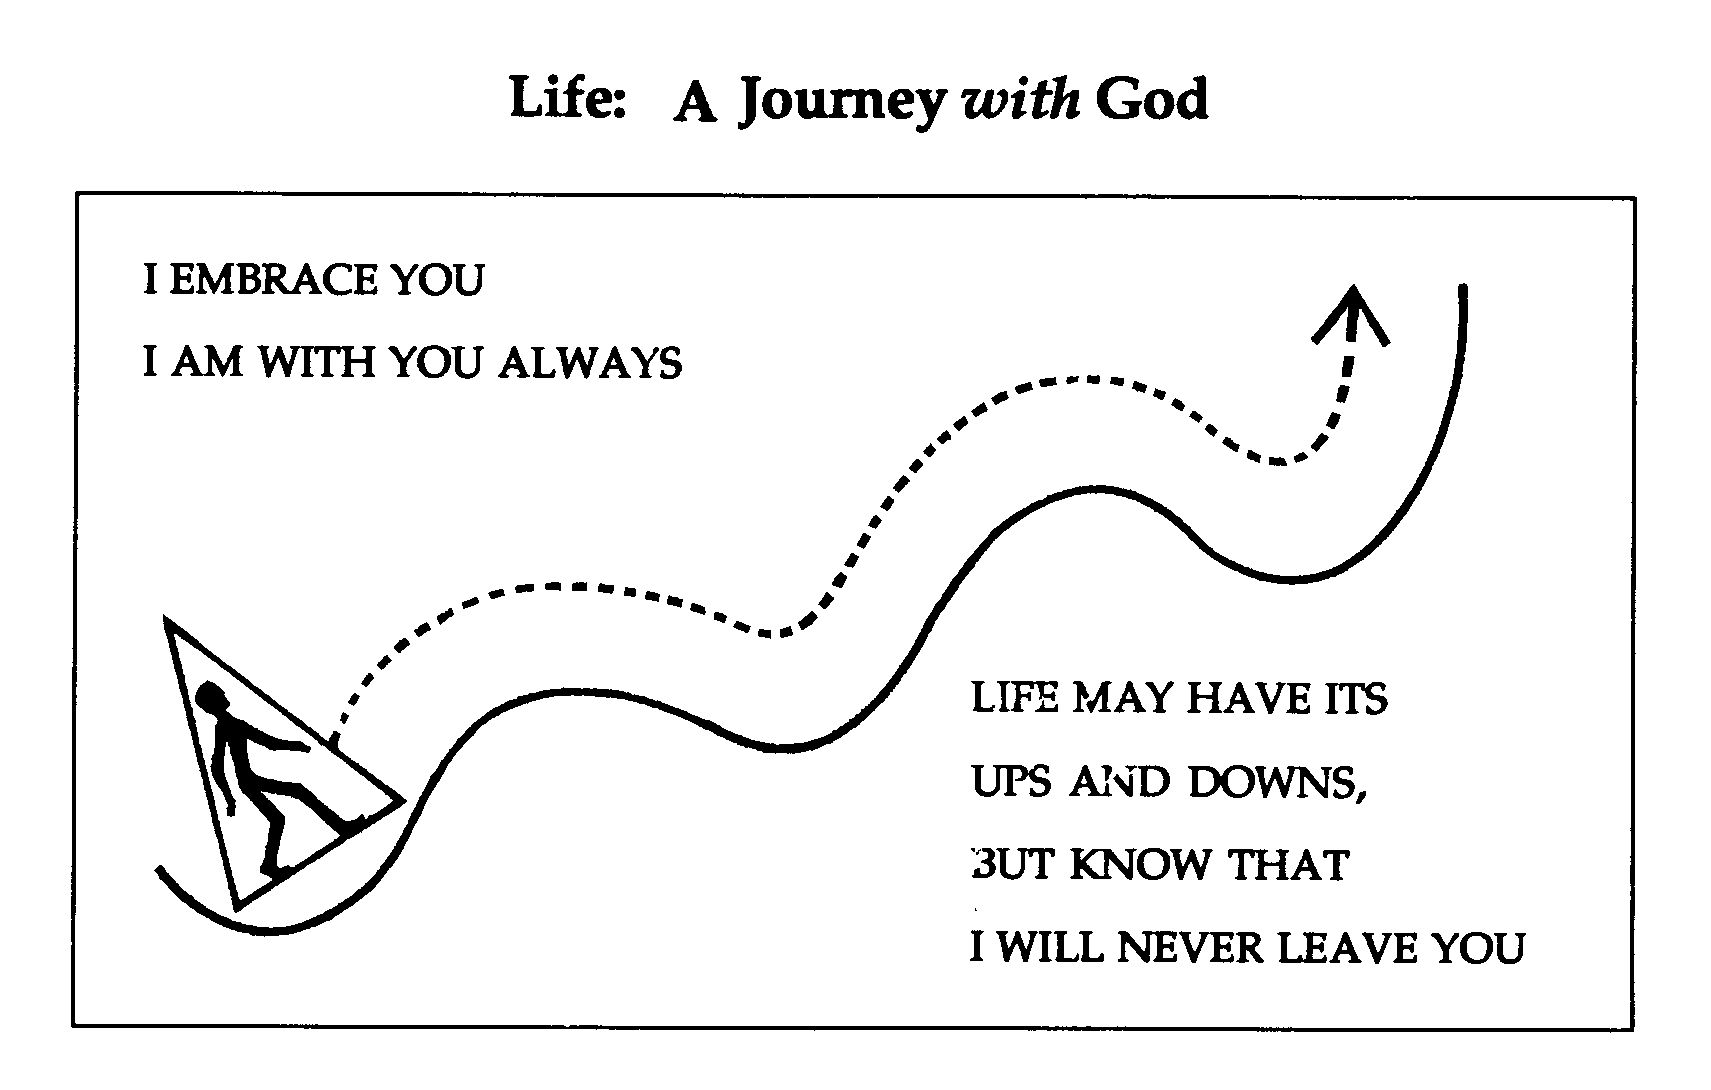 Life: A Journey with God
I EMBRACE YOU
I AM WITH YOU ALWAYS
LIFE MAY HAVE ITS
UPS AND DOWNS,
BUT KNOW THAT
I WILL NEVER LEAVE YOU